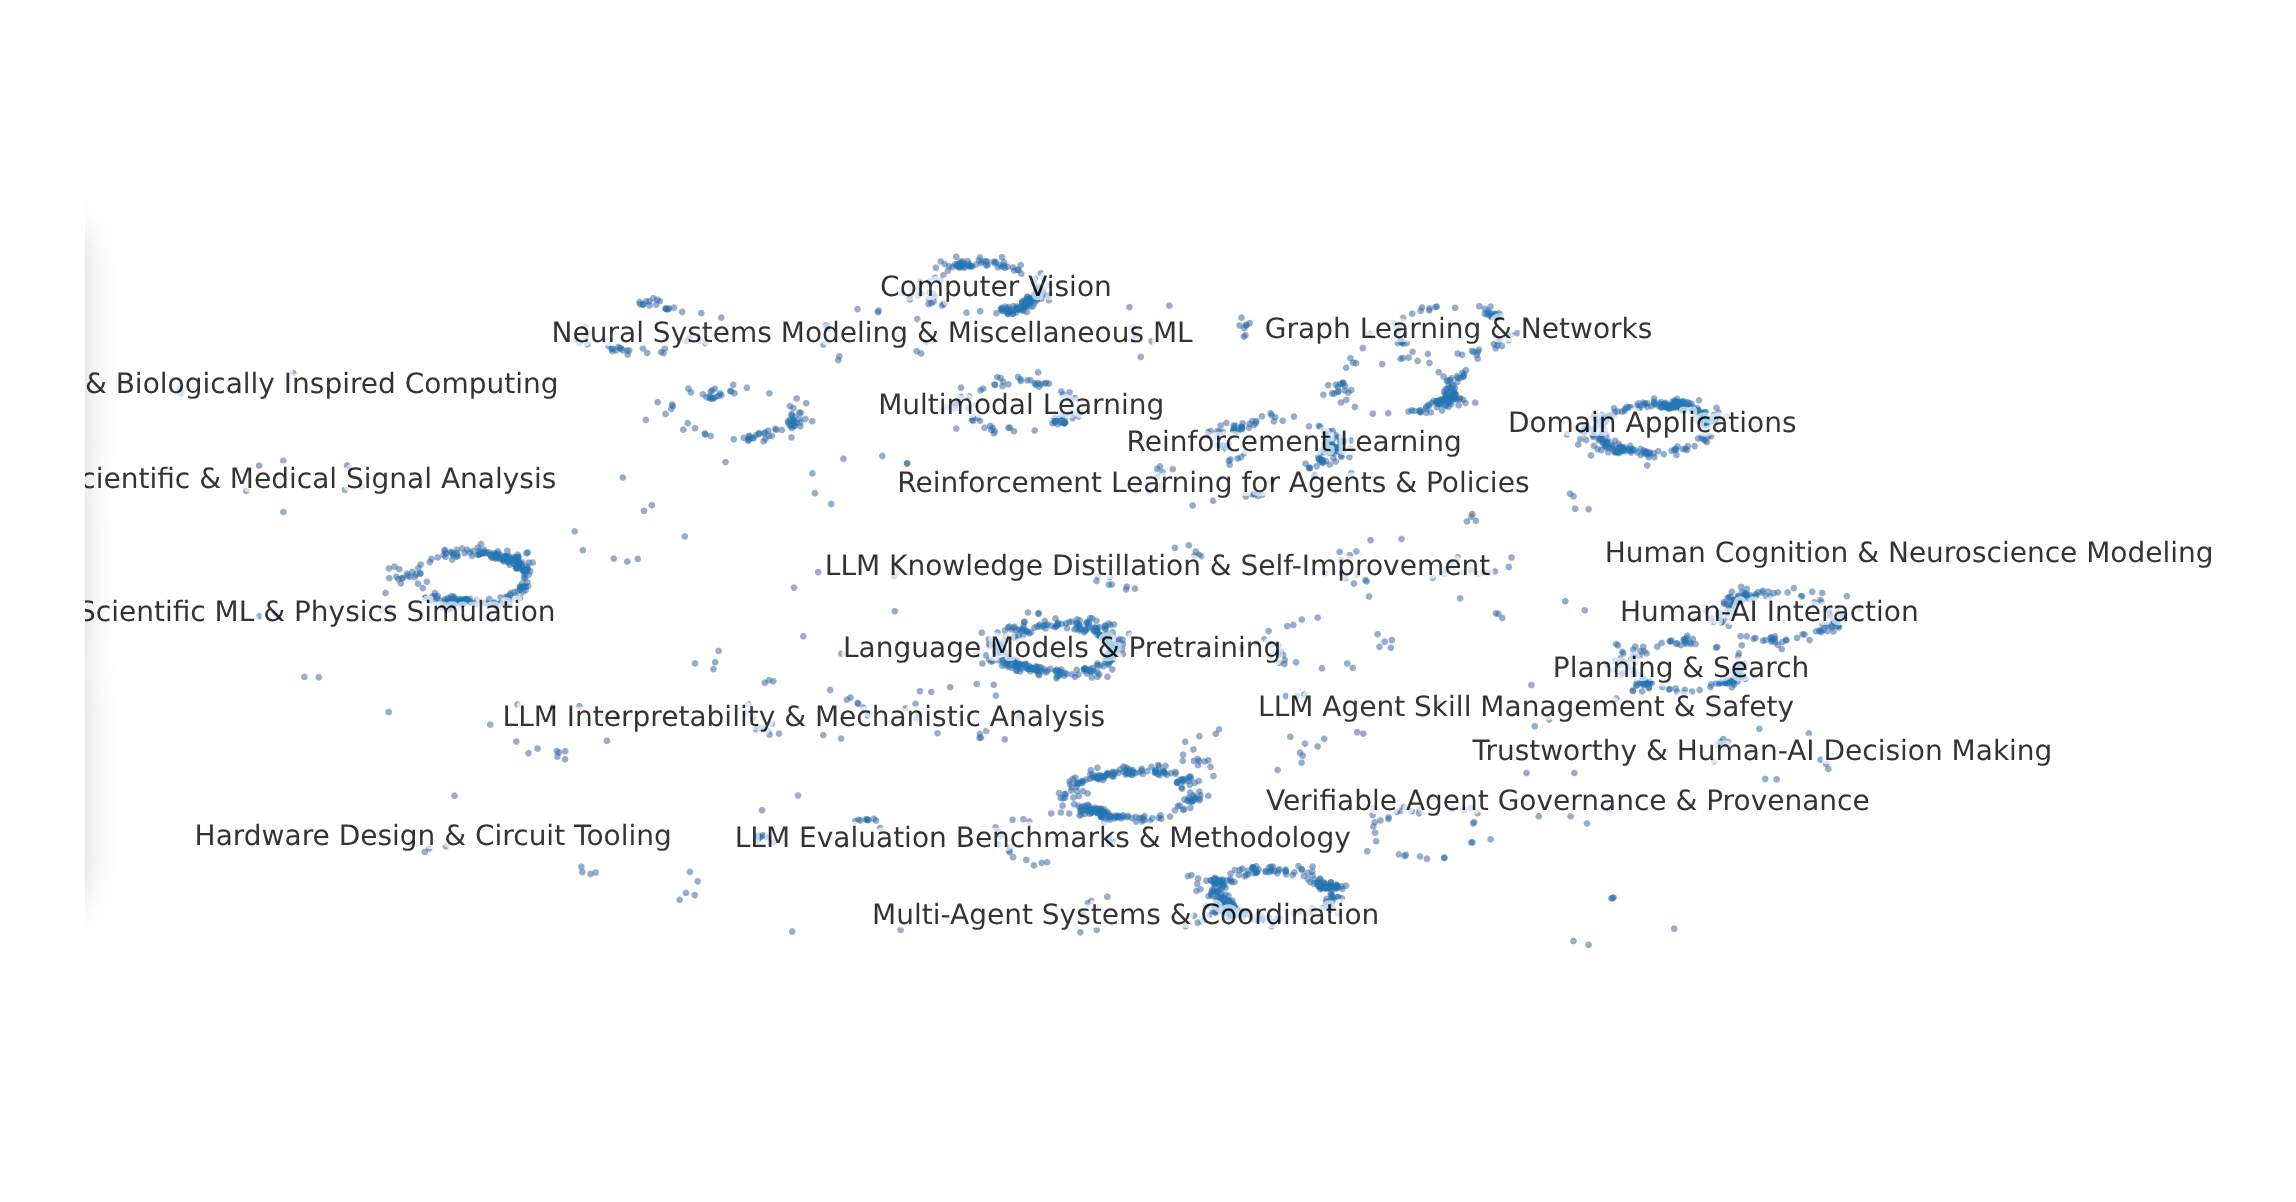 Computer Vision
Neural Systems Modeling & Miscellaneous ML
Graph Learning & Networks
& Biologically Inspired Computing
Multimodal Learning
Domain Applications
Reinforcement Learning
cientific & Medical Signal Analysis
Reinforcement Learning for Agents & Policies
LLM Knowledge Distillation & Self-Improvement
Human Cognition & Neuroscience Modeling
Scientific ML & Physics Simulation
Human-AI Interaction
Language Models & Pretraining
Planning & Search
LLM Interpretability & Mechanistic Analysis
LLM Agent Skill Management & Safety
Trustworthy & Human-AI Decision Making
Verifiable Agent Governance & Provenance
Hardware Design & Circuit Tooling
LLM Evaluation Benchmarks & Methodology
Multi-Agent Systems & Coordination